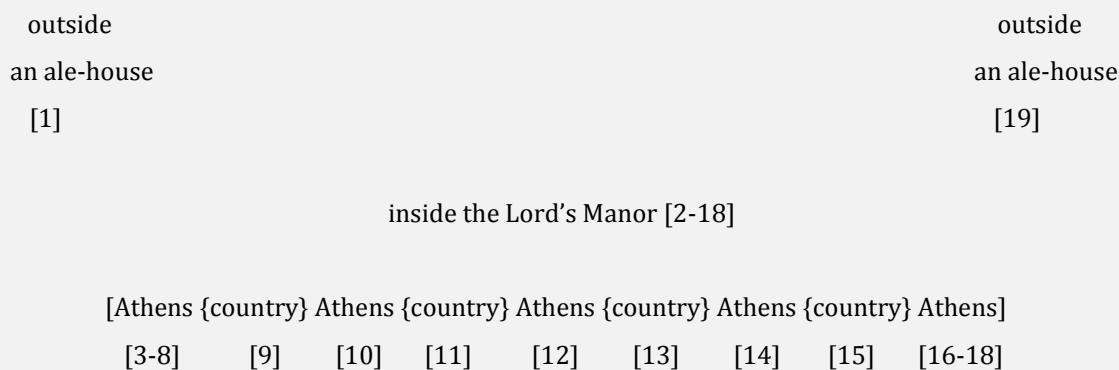 outside outside
an ale-house an ale-house
[1] [19]
inside the Lord’s Manor [2-18]
[Athens {country} Athens {country} Athens {country} Athens {country} Athens]
[3-8] [9] [10] [11] [12] [13] [14] [15] [16-18]